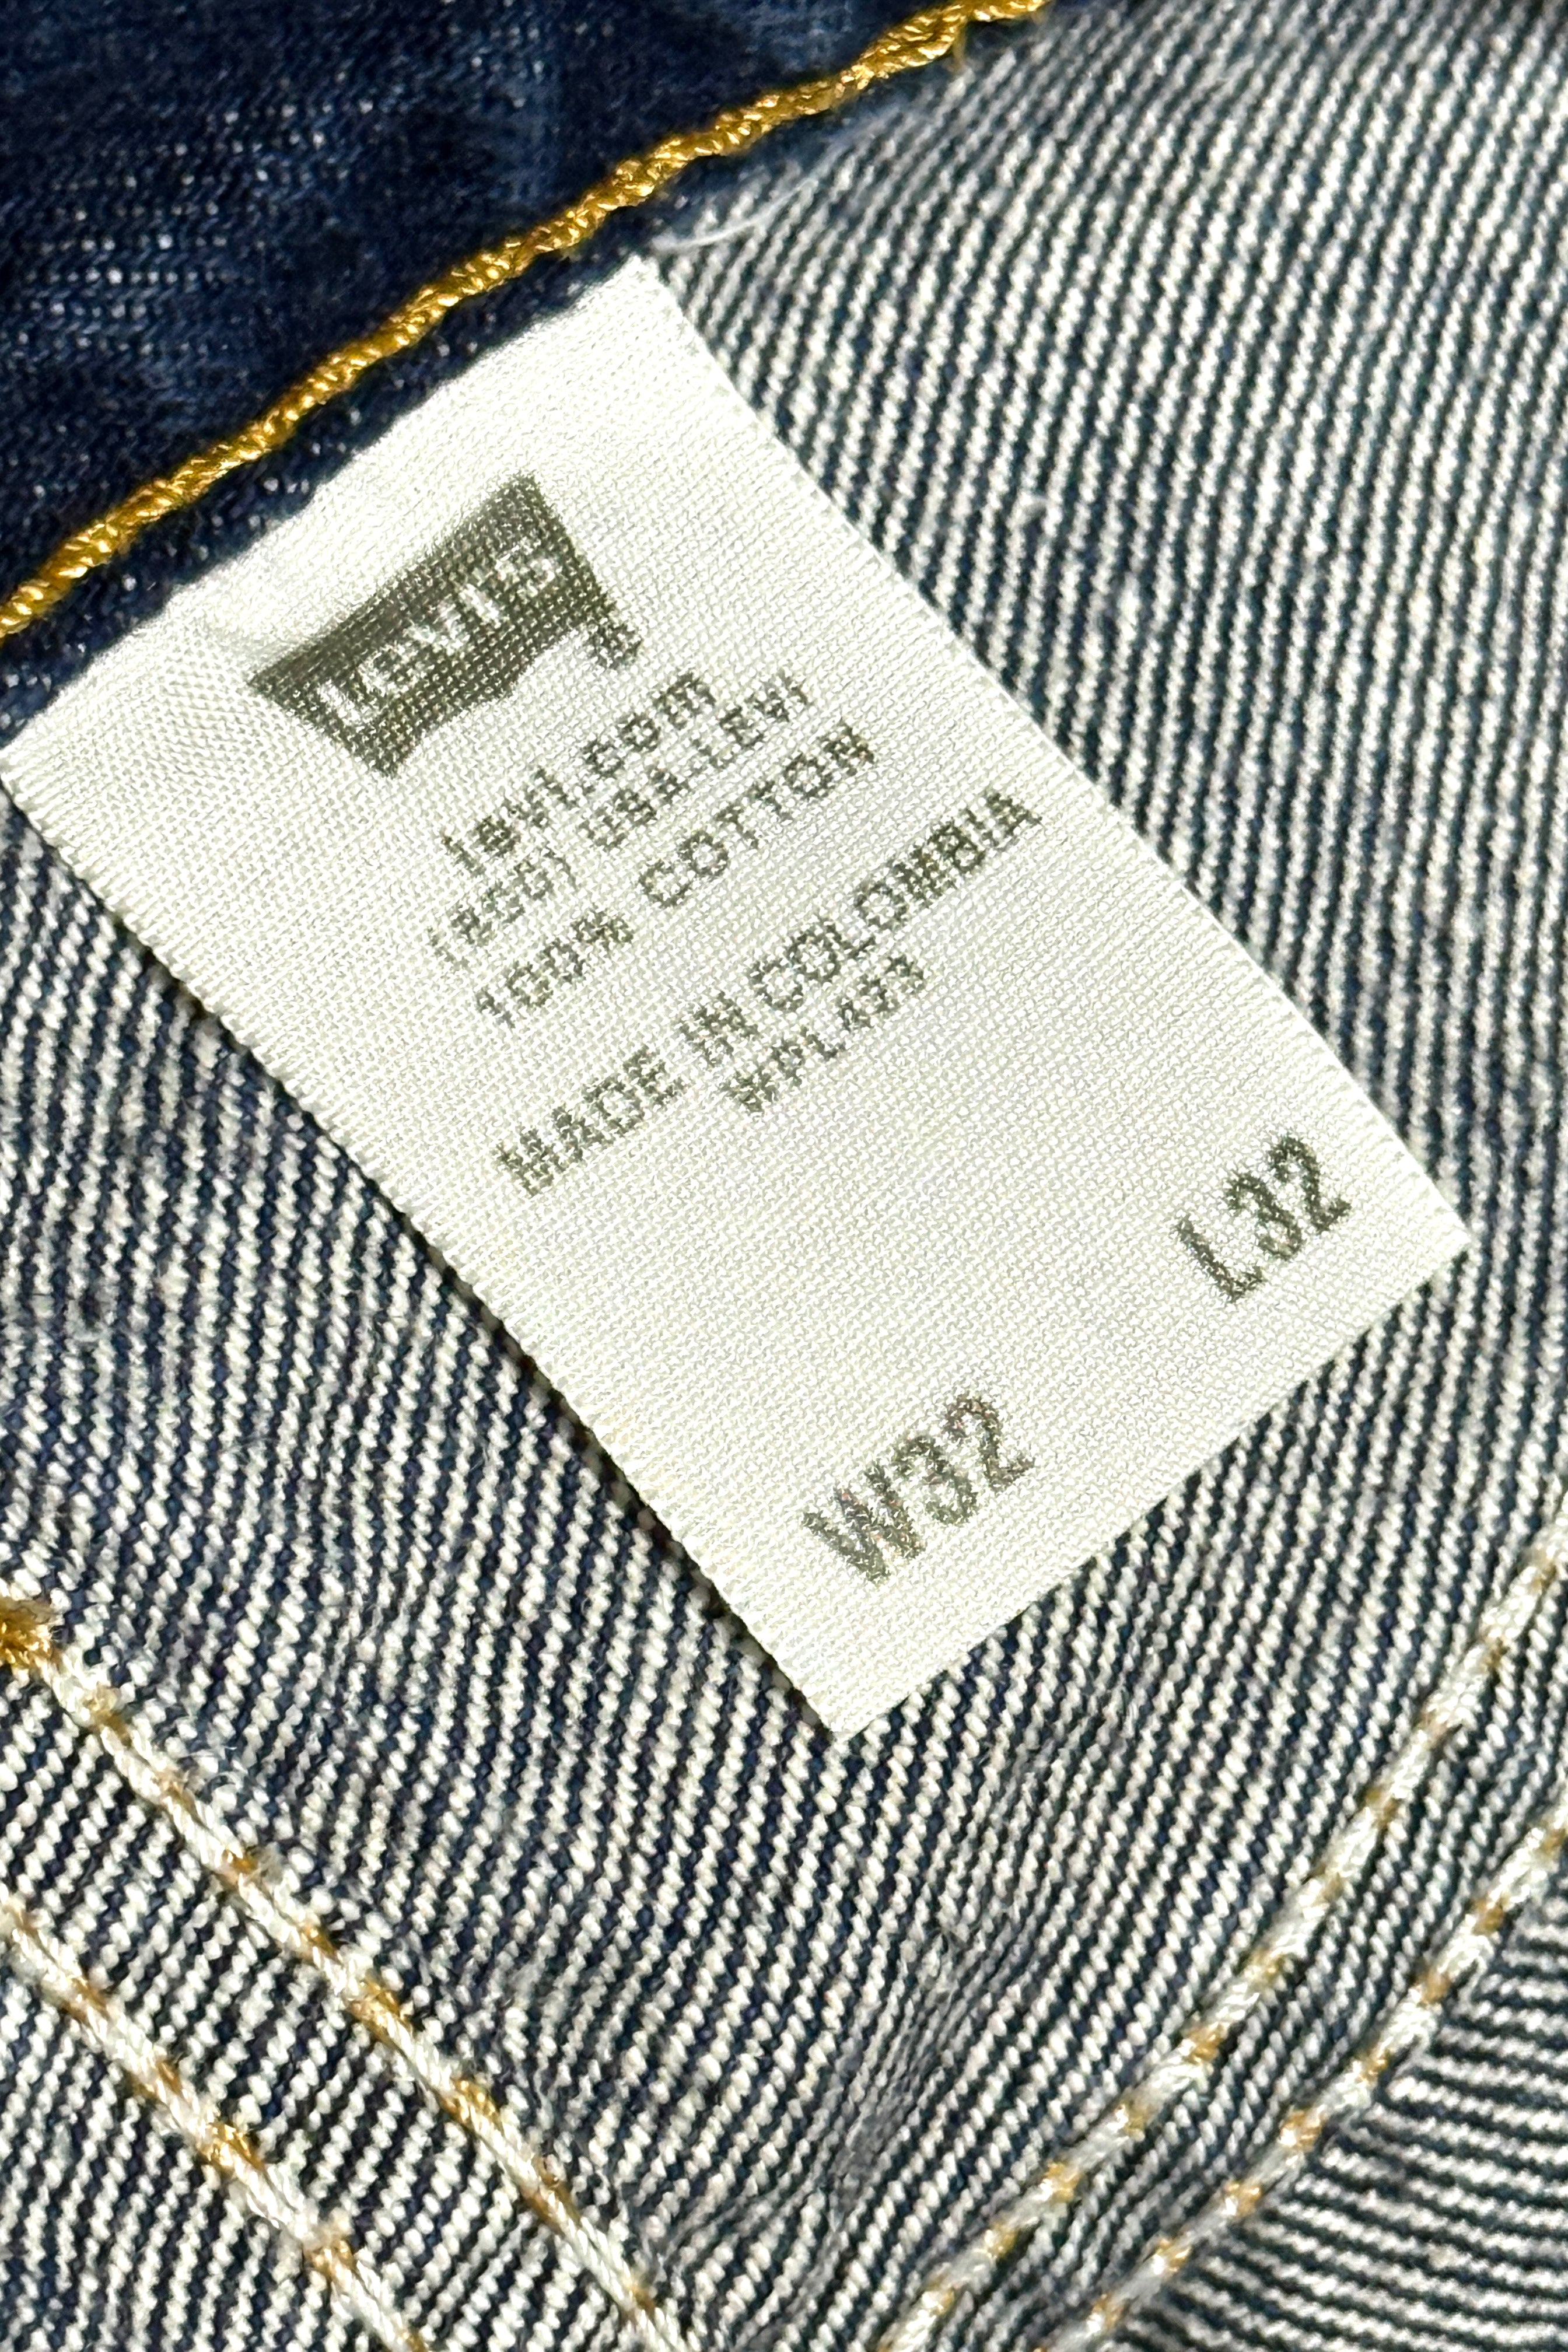 Levi's
®
levi.com
(800) USA-LEVI
100% COTTON
MADE IN COLOMBIA
WPL423
W32 L32